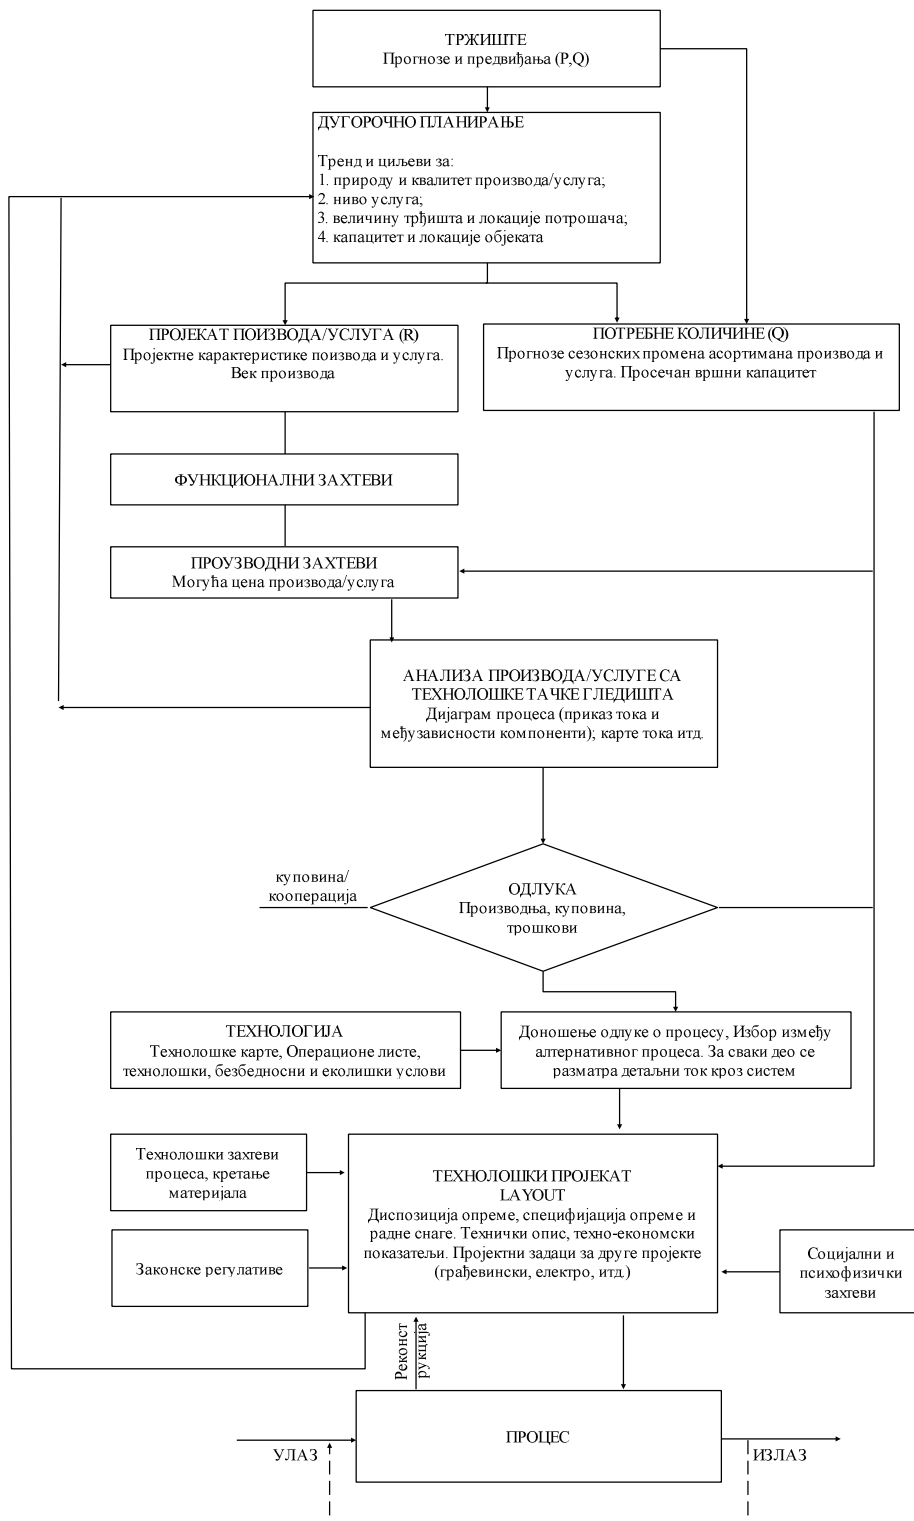 ТРЖИШТЕ
Прогнозе и предвиђања (P,Q)
ДУГОРОЧНО ПЛАНИРАЊЕ
Тренд и циљеви за:
1. природу и квалитет производа/услуга;
2. ниво услуга;
3. величину трђишта и локације потрошача;
4. капацитет и локације објеката
ПРОЈЕКАТ ПОИЗВОДА/УСЛУГА (R)
Пројектне карактеристике поизвода и услуга.
Век производа
ПОТРЕБНЕ КОЛИЧИНЕ (Q)
Прогнозе сезонских промена асортимана производа и
услуга. Просечан вршни капацитет
ФУНКЦИОНАЛНИ ЗАХТЕВИ
ПРОУЗВОДНИ ЗАХТЕВИ
Могућа цена производа/услуга
АНАЛИЗА ПРОИЗВОДА/УСЛУГЕ СА
ТЕХНОЛОШКЕ ТАЧКЕ ГЛЕДИШТА
Дијаграм процеса (приказ тока и
међузависности компоненти); карте тока итд.
куповина/
кооперација
ОДЛУКА
Производња, куповина,
трошкови
ТЕХНОЛОГИЈА
Технолошке карте, Операционе листе,
технолошки, безбедносни и еколишки услови
Доношење одлуке о процесу, Избор између
алтернативног процеса. За сваки део се
разматра детаљни ток кроз систем
Технолошки захтеви
процеса, кретање
материјала
ТЕХНОЛОШКИ ПРОЈЕКАТ
LAYOUT
Диспозиција опреме, специфијација опреме и
радне снаге. Технички опис, техно-економски
показатељи. Пројектни задаци за друге пројекте
(грађевински, електро, итд.)
Законске регулативе
Социјални и
психофизички
захтеви
Реконст
рукција
ПРОЦЕС
УЛАЗ
ИЗЛАЗ